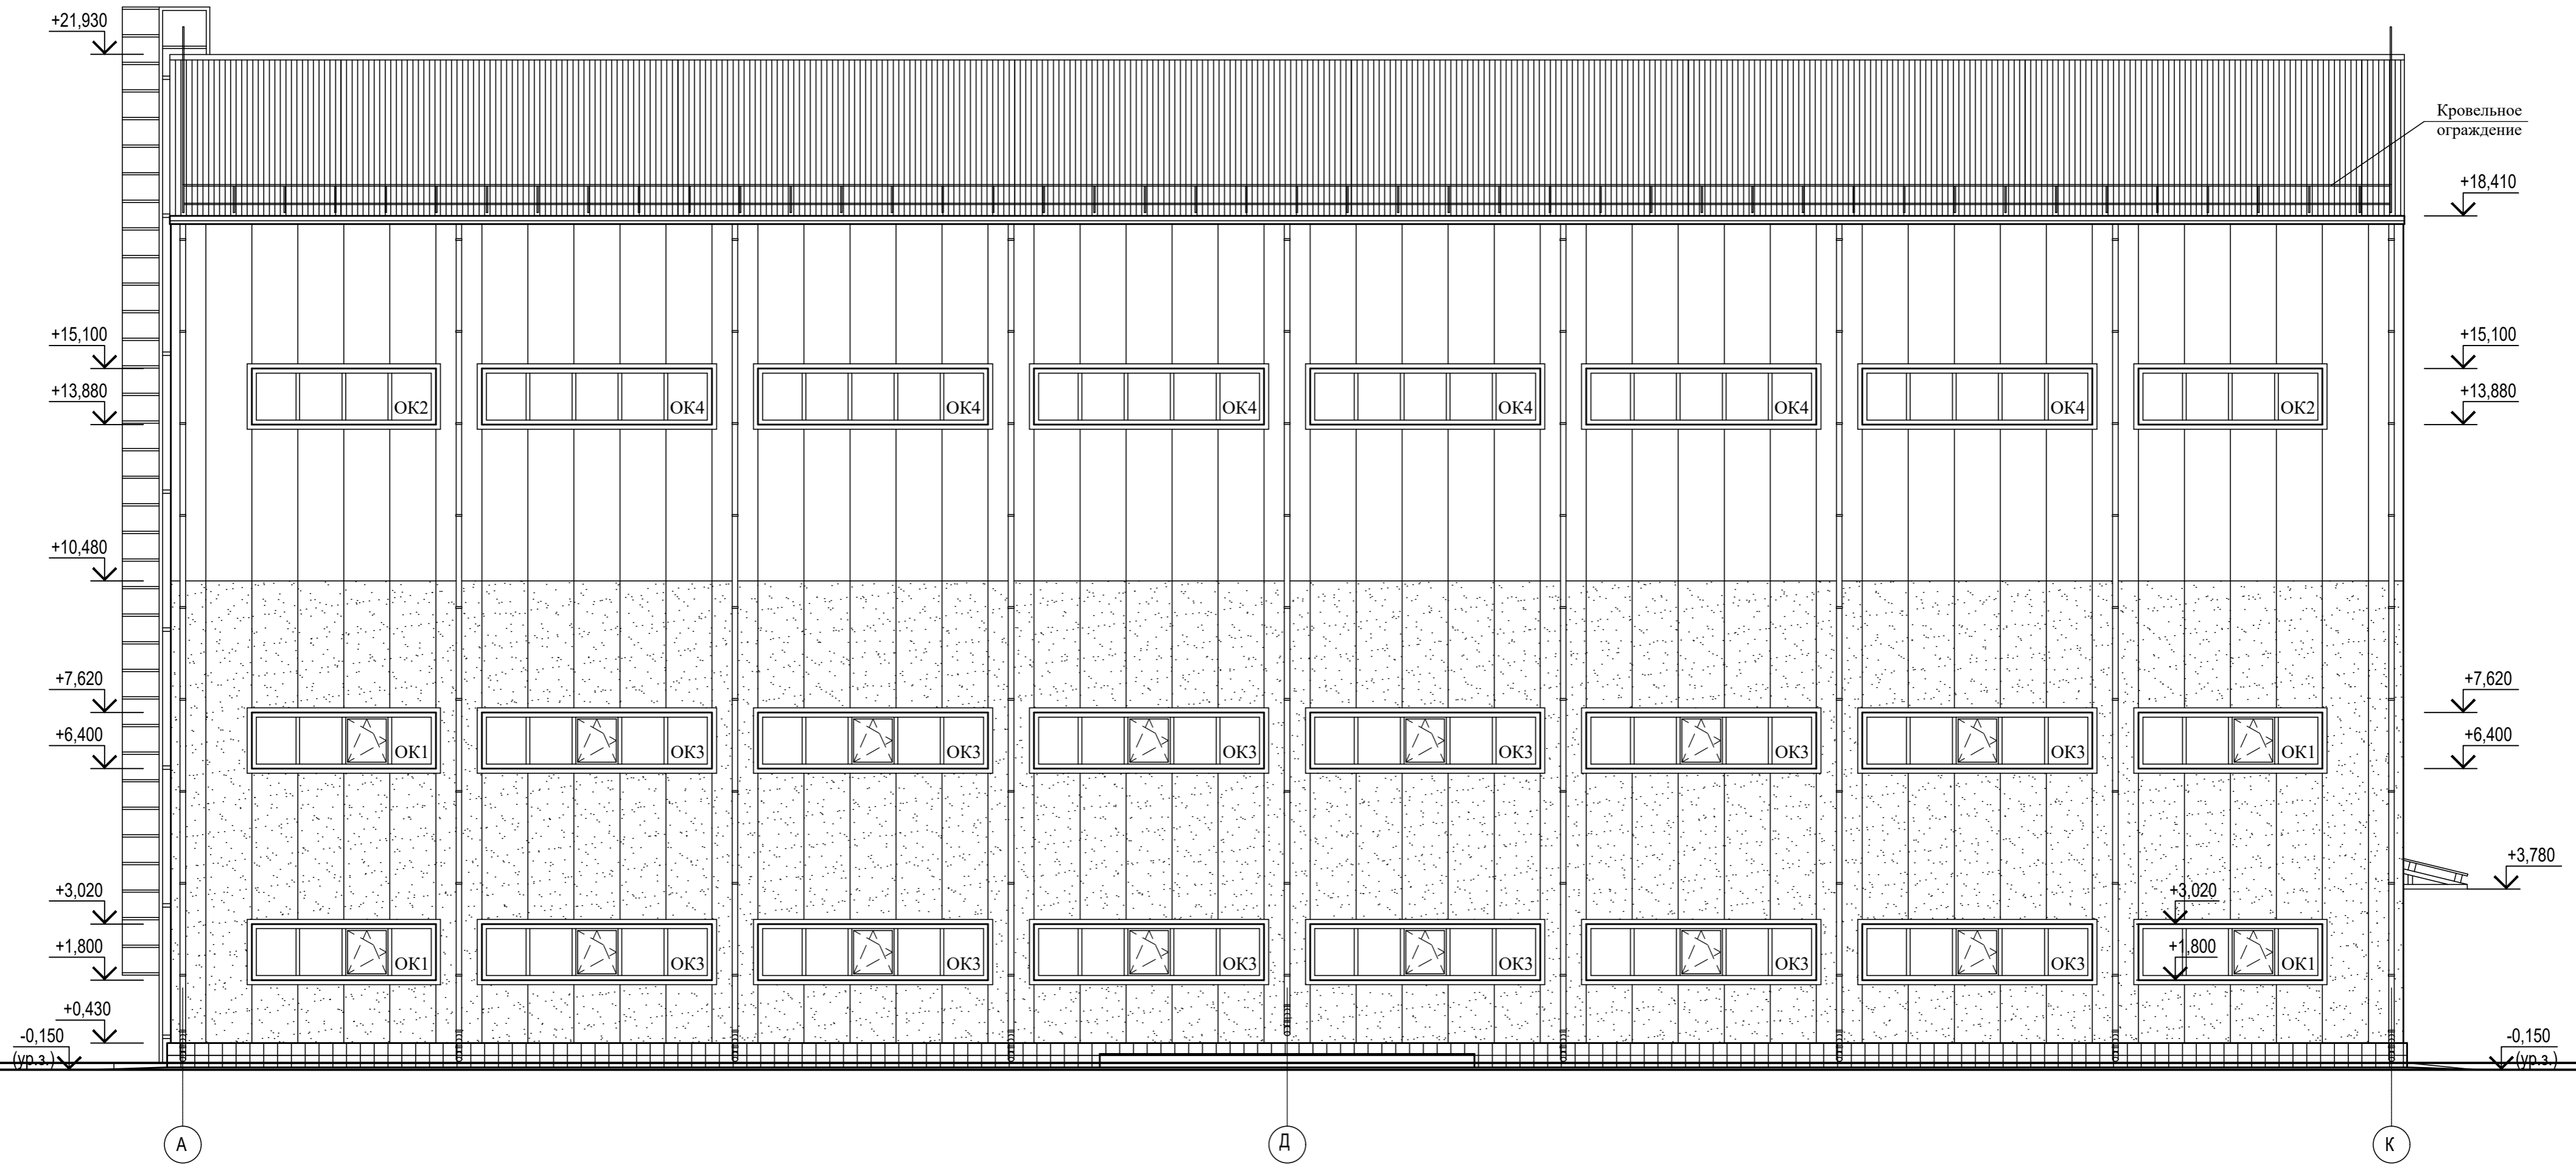 +21,930
Кровельное
ограждение
+18,410
+15,100
+15,100
+13,880
+13,880
ОК2 ОК4 ОК4 ОК4 ОК4 ОК4 ОК4 ОК2
+10,480
+7,620
+7,620
+6,400
+6,400
ОК1 ОК3 ОК3 ОК3 ОК3 ОК3 ОК3 ОК1
+3,780
+3,020
+3,020
+1,800
+1,800
ОК1 ОК3 ОК3 ОК3 ОК3 ОК3 ОК3 ОК1
+0,430
-0,150
(ур.з.)
-0,150
(ур.з.)
А Д К